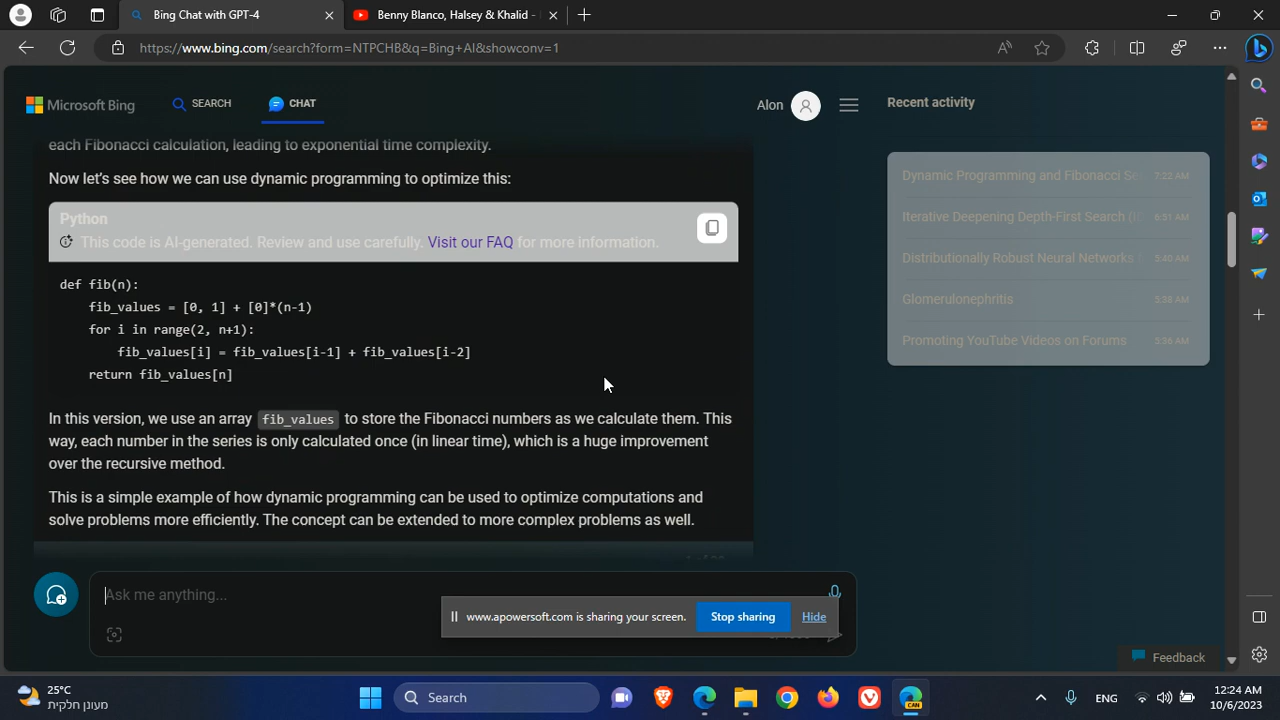 Bing Chat with GPT-4
Benny Blanco, Halsey & Khalid -
https://www.bing.com/search?form=NTPCHB&q=Bing+AI&showconv=1
Microsoft Bing
SEARCH
CHAT
Alon
Recent activity
each Fibonacci calculation, leading to exponential time complexity.
Now let's see how we can use dynamic programming to optimize this:
Python
This code is AI-generated. Review and use carefully. Visit our FAQ for more information.
def fib(n):
    fib_values = [0, 1] + [0]*(n-1)
    for i in range(2, n+1):
        fib_values[i] = fib_values[i-1] + fib_values[i-2]
    return fib_values[n]
In this version, we use an array fib_values to store the Fibonacci numbers as we calculate them. This
way, each number in the series is only calculated once (in linear time), which is a huge improvement
over the recursive method.
This is a simple example of how dynamic programming can be used to optimize computations and
solve problems more efficiently. The concept can be extended to more complex problems as well.
Dynamic Programming and Fibonacci Se 7:22 AM
Iterative Deepening Depth-First Search (I 6:51 AM
Distributionally Robust Neural Networks 5:40 AM
Glomerulonephritis 5:38 AM
Promoting YouTube Videos on Forums 5:36 AM
Ask me anything...
www.apowersoft.com is sharing your screen.
Stop sharing
Hide
Feedback
25°C
מעונן חלקית
Search
CAN
ENG
12:24 AM
10/6/2023